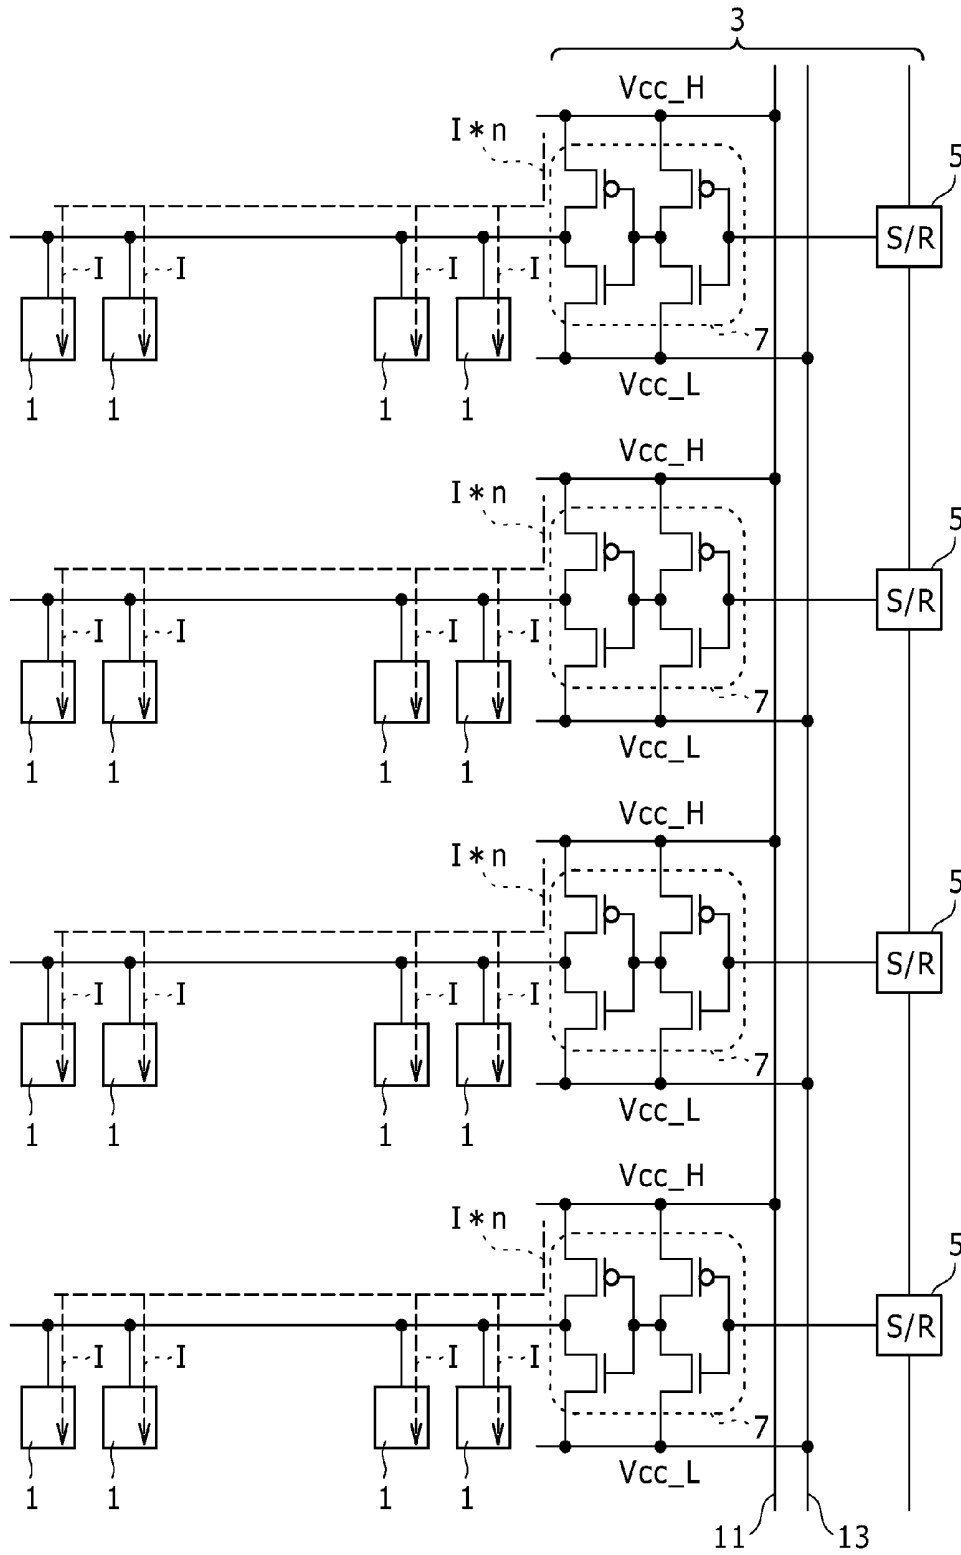 3
Vcc_H
I*n
5
S/R
I I I I
7
1 1 1 1
Vcc_L
Vcc_H
I*n
5
S/R
I I I I
7
1 1 1 1
Vcc_L
Vcc_H
I*n
5
S/R
I I I I
7
1 1 1 1
Vcc_L
Vcc_H
I*n
5
S/R
I I I I
7
1 1 1 1
Vcc_L
11 13